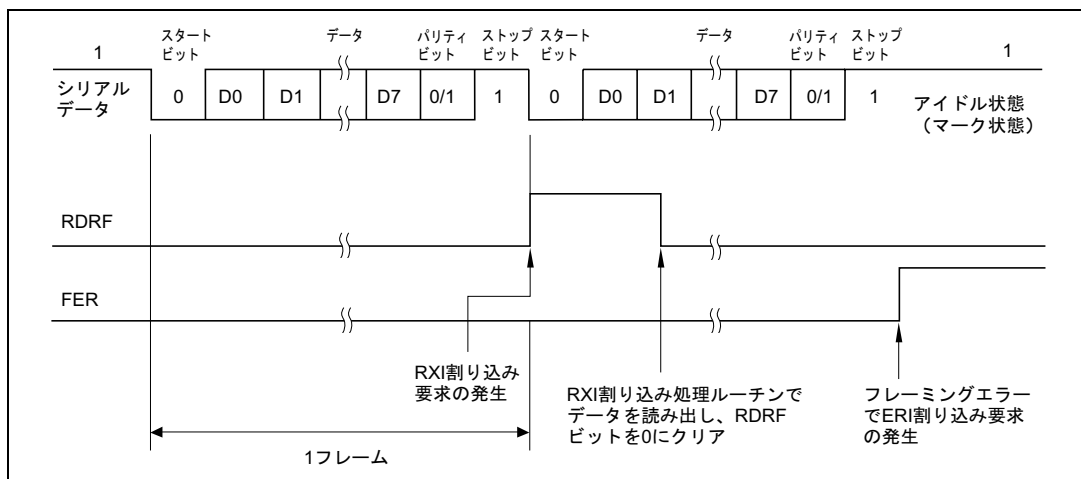 1
スタート
ビット
データ
パリティ
ビット
ストップ
ビット
スタート
ビット
データ
パリティ
ビット
ストップ
ビット
1
シリアル
データ
0 D0 D1 D7 0/1 1 0 D0 D1 D7 0/1 1
アイドル状態
（マーク状態）
RDRF
FER
RXI割り込み
要求の発生
RXI割り込み処理ルーチンで
データを読み出し、RDRF
ビットを0にクリア
フレーミングエラー
でERI割り込み要求
の発生
1フレーム